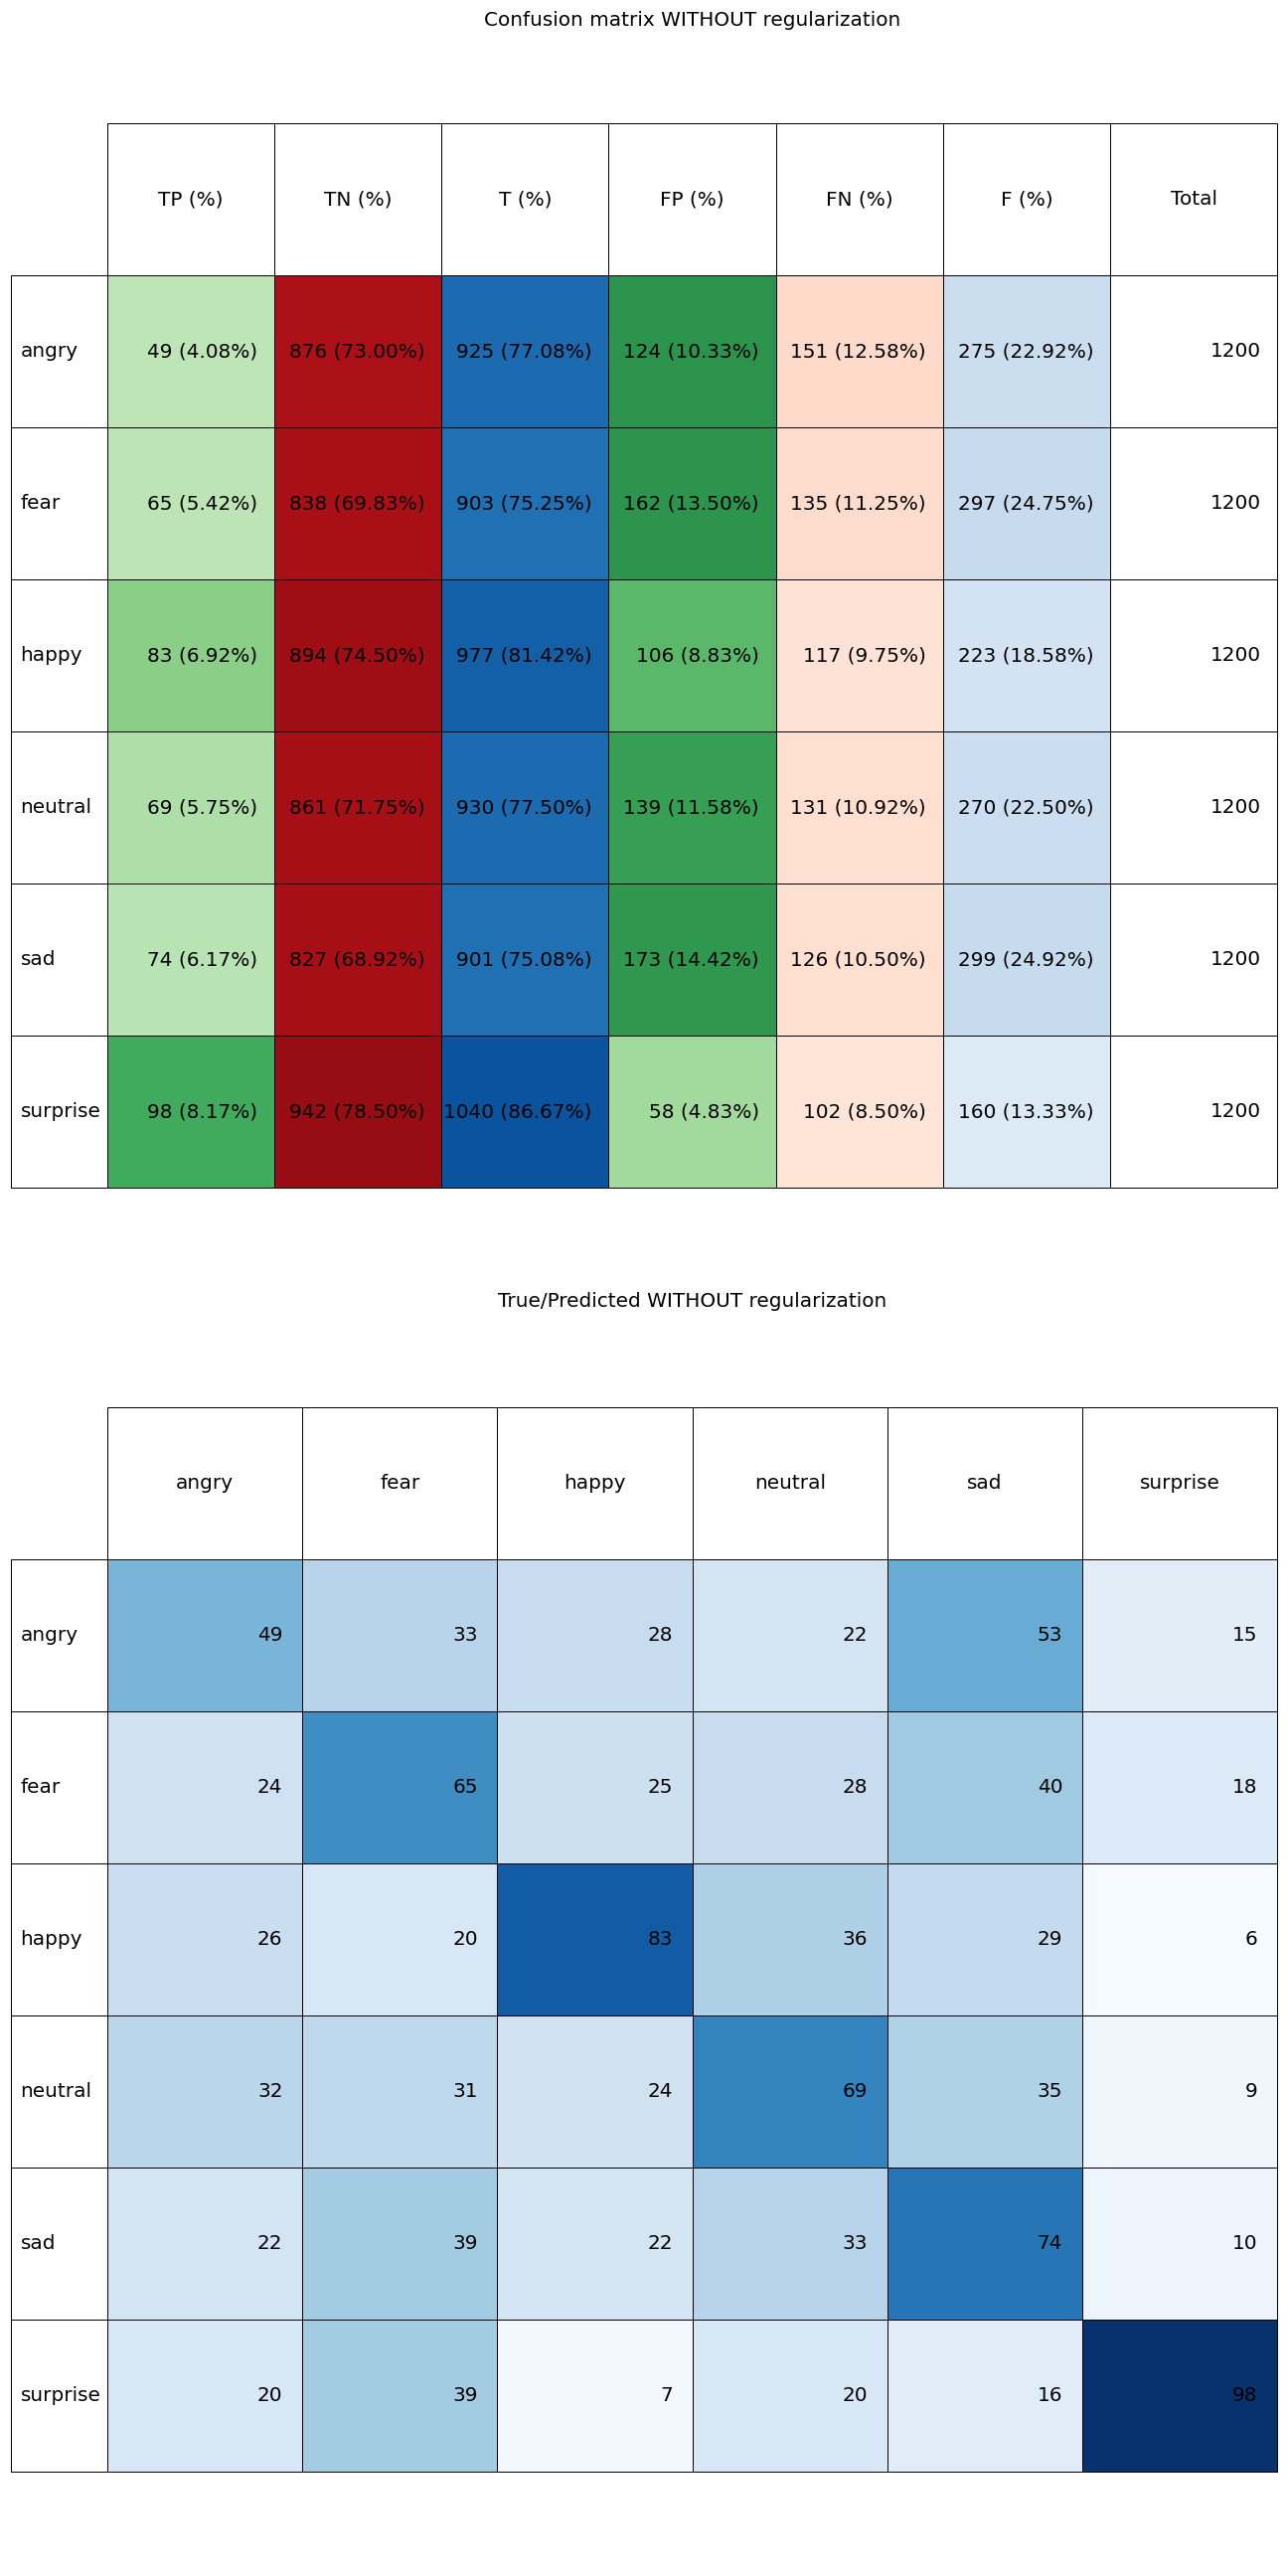 Confusion matrix WITHOUT regularization
TP (%) TN (%) T (%) FP (%) FN (%) F (%) Total
angry 49 (4.08%) 876 (73.00%) 925 (77.08%) 124 (10.33%) 151 (12.58%) 275 (22.92%) 1200
fear 65 (5.42%) 838 (69.83%) 903 (75.25%) 162 (13.50%) 135 (11.25%) 297 (24.75%) 1200
happy 83 (6.92%) 894 (74.50%) 977 (81.42%) 106 (8.83%) 117 (9.75%) 223 (18.58%) 1200
neutral 69 (5.75%) 861 (71.75%) 930 (77.50%) 139 (11.58%) 131 (10.92%) 270 (22.50%) 1200
sad 74 (6.17%) 827 (68.92%) 901 (75.08%) 173 (14.42%) 126 (10.50%) 299 (24.92%) 1200
surprise 98 (8.17%) 942 (78.50%) 1040 (86.67%) 58 (4.83%) 102 (8.50%) 160 (13.33%) 1200
True/Predicted WITHOUT regularization
angry fear happy neutral sad surprise
angry 49 33 28 22 53 15
fear 24 65 25 28 40 18
happy 26 20 83 36 29 6
neutral 32 31 24 69 35 9
sad 22 39 22 33 74 10
surprise 20 39 7 20 16 98